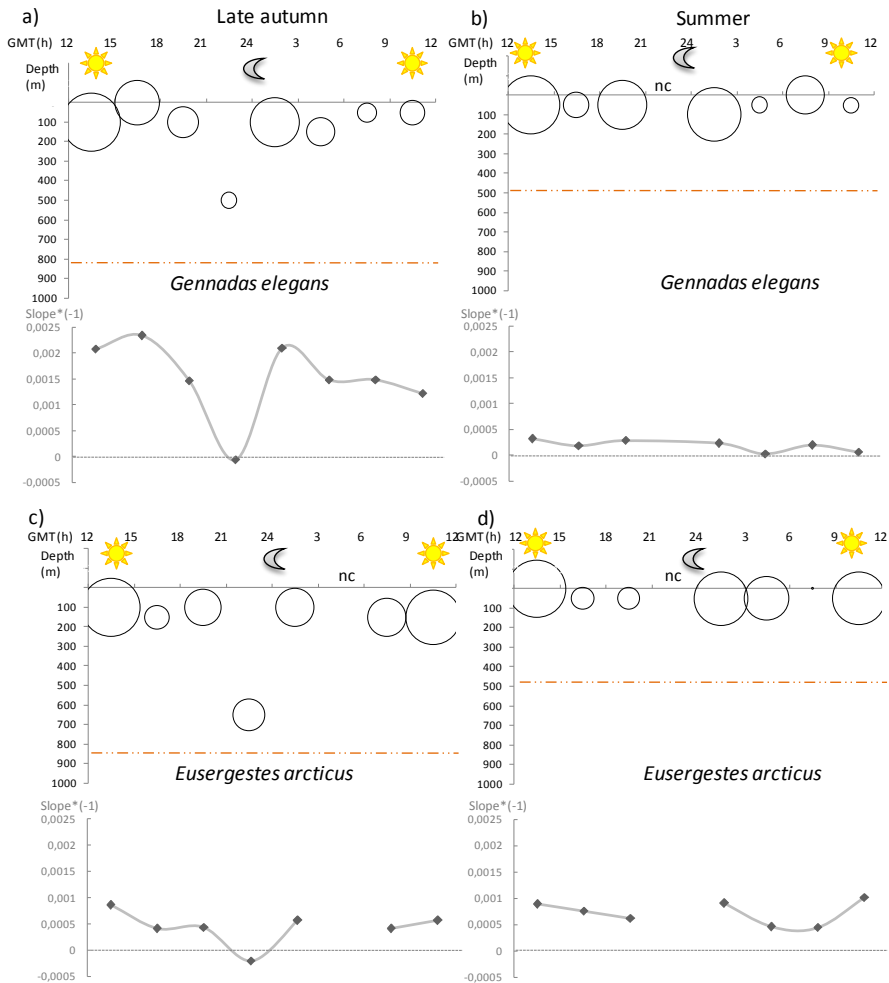 a) Late autumn
GMT(h) 12 15 18 21 24 3 6 9 12
Depth
(m)
100
200
300
400
500
600
700
800
900
1000
Gennadas elegans
Slope*(-1)
0,0025
0,002
0,0015
0,001
0,0005
0
-0,0005
b) Summer
GMT(h) 12 15 18 21 24 3 6 9 12
Depth
(m)
nc
100
200
300
400
500
600
700
800
900
1000
Gennadas elegans
Slope*(-1)
0,0025
0,002
0,0015
0,001
0,0005
0
-0,0005
c)
GMT(h) 12 15 18 21 24 3 6 9 12
Depth
(m)
nc
100
200
300
400
500
600
700
800
900
1000
Eusergestes arcticus
Slope*(-1)
0,0025
0,002
0,0015
0,001
0,0005
0
-0,0005
d)
GMT(h) 12 15 18 21 24 3 6 9 12
Depth
(m)
nc
100
200
300
400
500
600
700
800
900
1000
Eusergestes arcticus
Slope*(-1)
0,0025
0,002
0,0015
0,001
0,0005
0
-0,0005